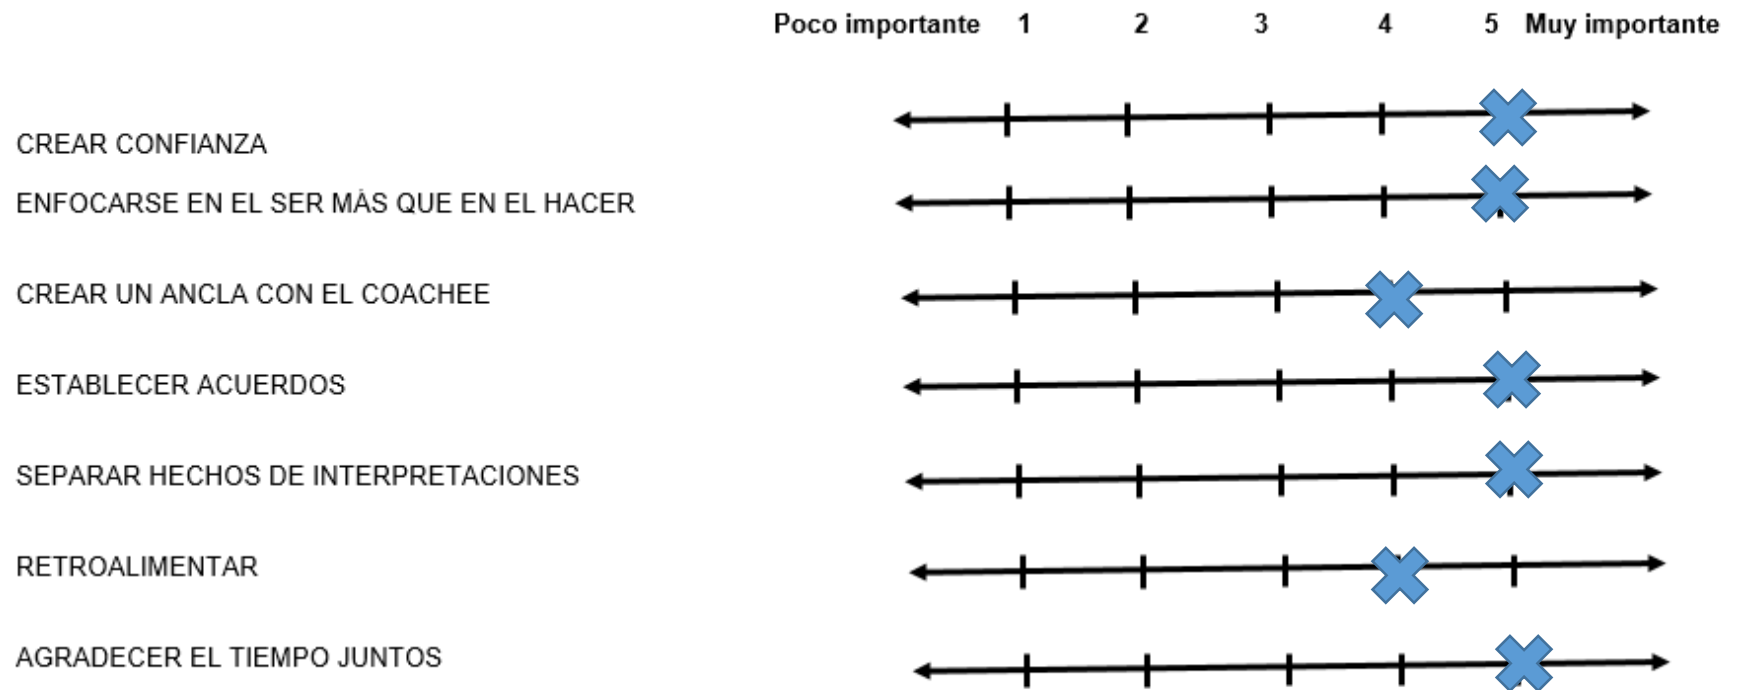 Poco importante 1 2 3 4 5 Muy importante
CREAR CONFIANZA
ENFOCARSE EN EL SER MÁS QUE EN EL HACER
CREAR UN ANCLA CON EL COACHEE
ESTABLECER ACUERDOS
SEPARAR HECHOS DE INTERPRETACIONES
RETROALIMENTAR
AGRADECER EL TIEMPO JUNTOS